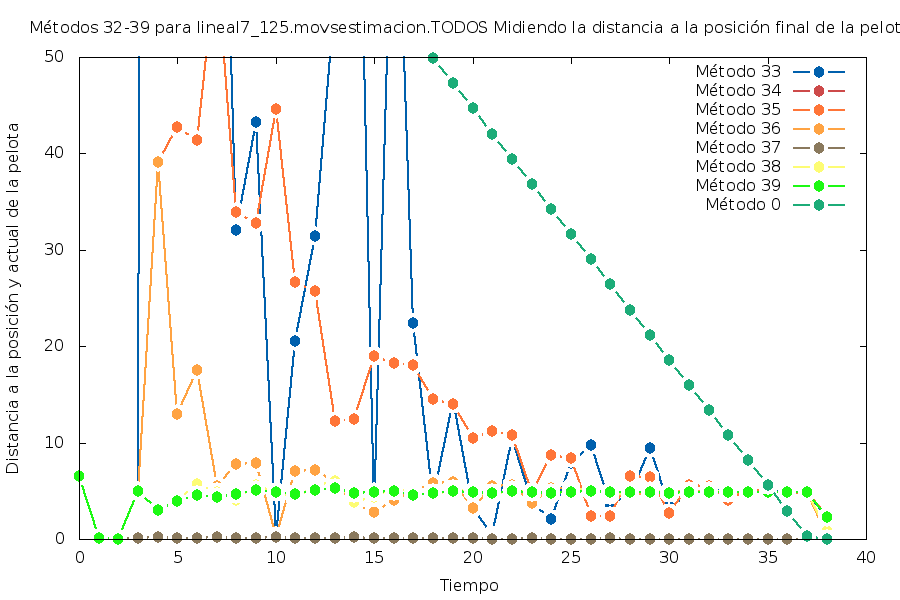 Métodos 32-39 para lineal7_125.movsestimacion.TODOS Midiendo la distancia a la posición final de la pelot
Distancia a la posición y actual de la pelota
50
40
30
20
10
0
Método 33
Método 34
Método 35
Método 36
Método 37
Método 38
Método 39
Método 0
0 5 10 15 20 25 30 35 40
Tiempo